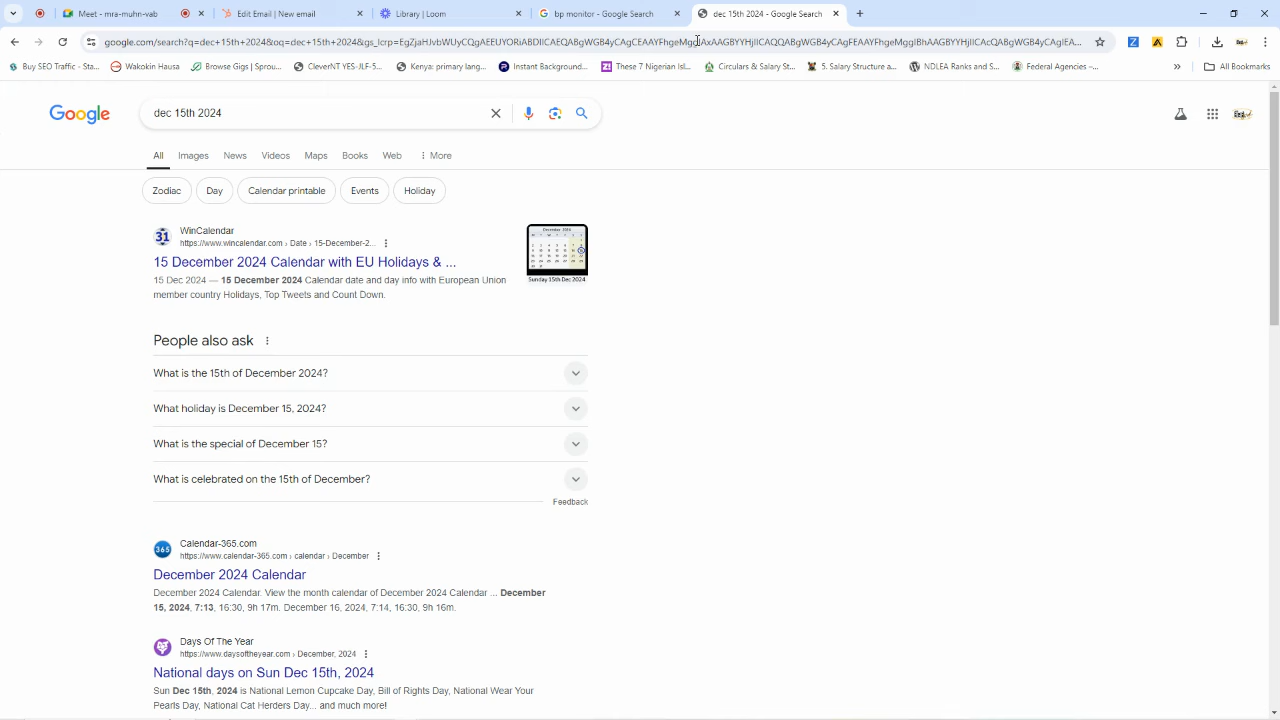 Meet - mra-muhn-vab
Edit Email | New email
Library | Loom
bp monitor - Google Search
dec 15th 2024 - Google Search
Buy SEO Traffic - Sta...
Wakokin Hausa
Browse Gigs | Sprou...
CleverNT YES-JLF-5...
Kenya: primary lang...
Instant Background...
These 7 Nigerian Isl...
Circulars & Salary St...
5. Salary Structure a...
NDLEA Ranks and S...
Federal Agencies –...
All Bookmarks
Google
dec 15th 2024
All
Images
News
Videos
Maps
Books
Web
More
Zodiac
Day
Calendar printable
Events
Holiday
31
WinCalendar
https://www.wincalendar.com › Date › 15-December-2...
15 December 2024 Calendar with EU Holidays & ...
15 Dec 2024 — 15 December 2024 Calendar date and day info with European Union
member country Holidays, Top Tweets and Count Down.
Sunday 15th Dec 2024
People also ask
What is the 15th of December 2024?
What holiday is December 15, 2024?
What is the special of December 15?
What is celebrated on the 15th of December?
Feedback
365
Calendar-365.com
https://www.calendar-365.com › calendar › December
December 2024 Calendar
December 2024 Calendar. View the month calendar of December 2024 Calendar ... December
15, 2024, 7:13, 16:30, 9h 17m. December 16, 2024, 7:14, 16:30, 9h 16m.
Days Of The Year
https://www.daysoftheyear.com › December, 2024
National days on Sun Dec 15th, 2024
Sun Dec 15th, 2024 is National Lemon Cupcake Day, Bill of Rights Day, National Wear Your
Pearls Day, National Cat Herders Day... and much more!